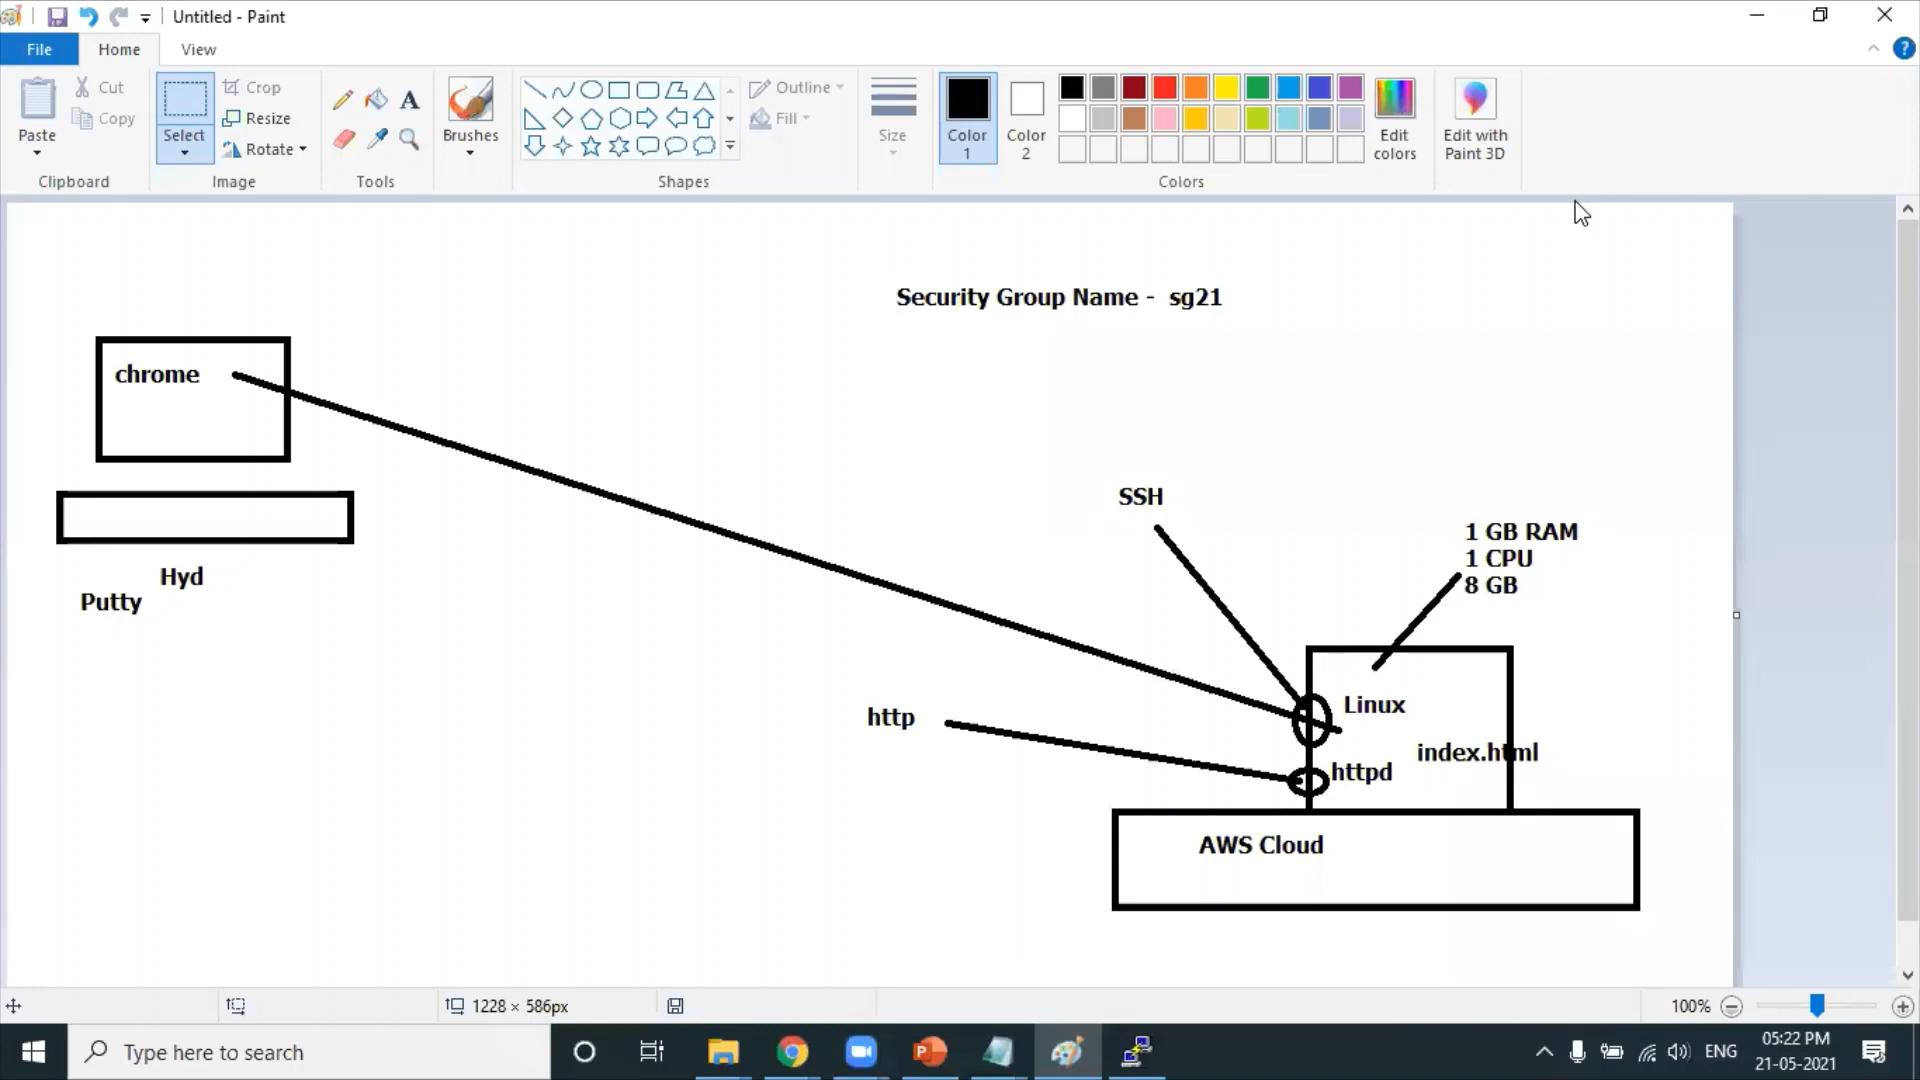 Untitled - Paint
File
Home
View
Paste
Cut
Copy
Clipboard
Select
Crop
Resize
Rotate
Image
Tools
Brushes
Shapes
Outline
Fill
Size
Color
1
Color
2
Edit
colors
Colors
Edit with
Paint 3D
Security Group Name - sg21
chrome
SSH
1 GB RAM
1 CPU
8 GB
Hyd
Putty
Linux
http
index.html
httpd
AWS Cloud
1228 × 586px
100%
Type here to search
ENG
05:22 PM
21-05-2021